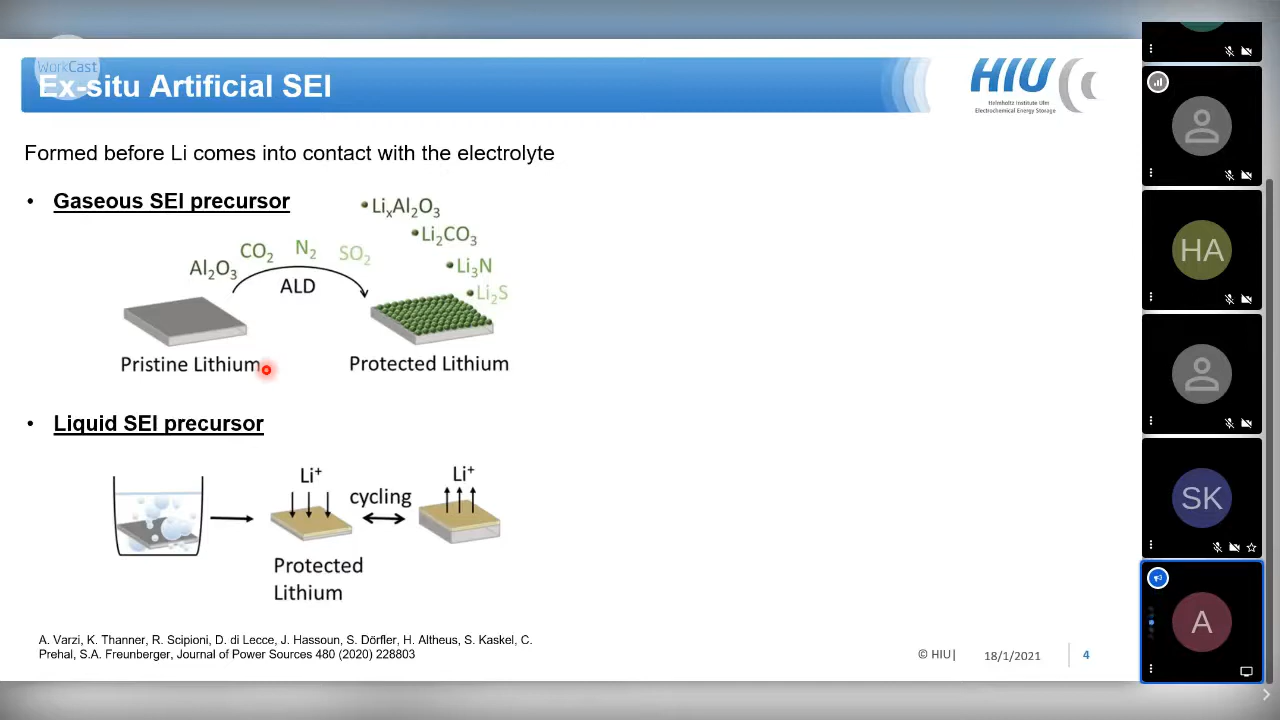 WorkCast
Ex-situ Artificial SEI
HIU
Helmholtz Institute Ulm
Electrochemical Energy Storage
Formed before Li comes into contact with the electrolyte
• Gaseous SEI precursor
LiₓAl₂O₃
Li₂CO₃
Li₃N
Li₂S
Al₂O₃
CO₂
N₂
SO₂
ALD
Pristine Lithium
Protected Lithium
• Liquid SEI precursor
Li⁺
cycling
Li⁺
Protected
Lithium
A. Varzi, K. Thanner, R. Scipioni, D. di Lecce, J. Hassoun, S. Dörfler, H. Altheus, S. Kaskel, C.
Prehal, S.A. Freunberger, Journal of Power Sources 480 (2020) 228803
© HIU|
18/1/2021
4
HA
SK
A